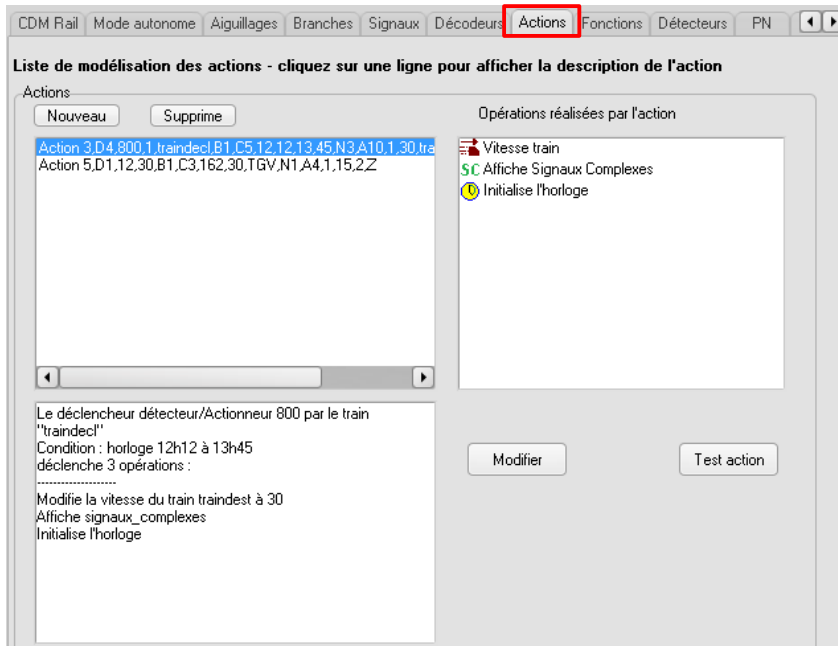 CDM Rail Mode autonome Aiguillages Branches Signaux Décodeurs Actions Fonctions Détecteurs PN
Liste de modélisation des actions - cliquez sur une ligne pour afficher la description de l'action
Actions
Nouveau Supprime Opérations réalisées par l'action
Action 3,D4,800,1,traindecl,B1,C5,12,12,13,45,N3,A10,1,30,tra
Action 5,D1,12,30,B1,C3,162,30,TGV,N1,A4,1,15,2,Z
Vitesse train
SC Affiche Signaux Complexes
Initialise l'horloge
Le déclencheur détecteur/Actionneur 800 par le train
"traindecl"
Condition : horloge 12h12 à 13h45
déclenche 3 opérations :
--------------------
Modifie la vitesse du train traindest à 30
Affiche signaux_complexes
Initialise l'horloge
Modifier Test action